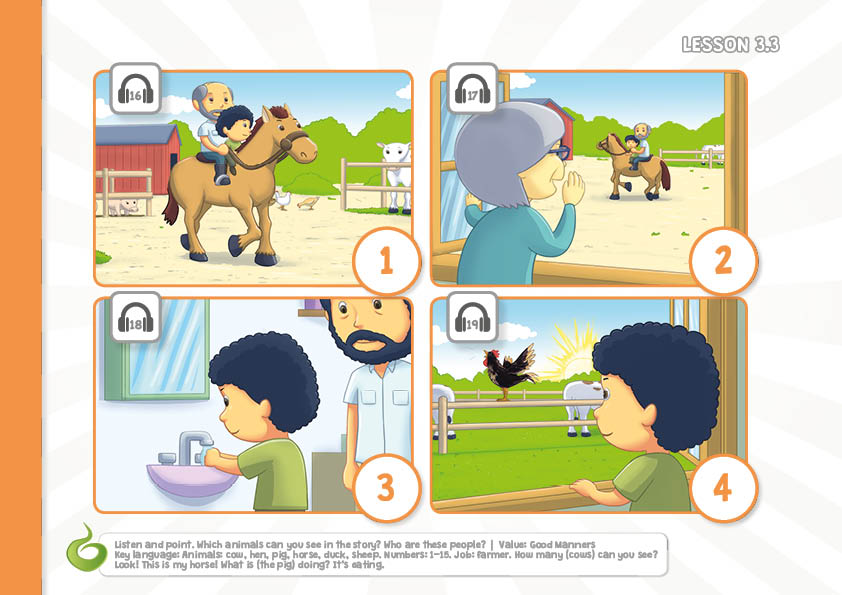 LESSON 3.3
16
17
1
2
18
19
3
4
Listen and point. Which animals can you see in the story? Who are these people? | Value: Good Manners
Key language: Animals: cow, hen, pig, horse, duck, sheep. Numbers: 1-15. Job: farmer. How many (cows) can you see?
Look! This is my horse! What is (the pig) doing? It's eating.